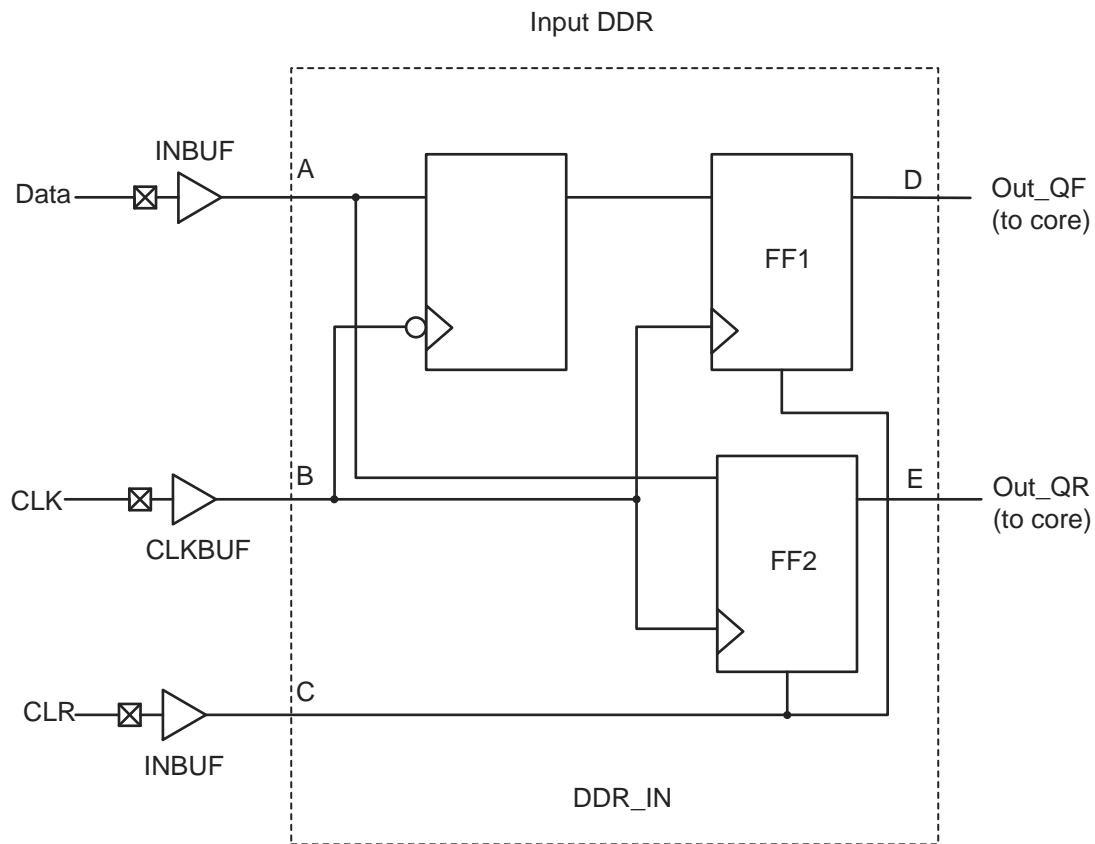 Input DDR
INBUF
A
D
Data
Out_QF
(to core)
FF1
B
E
CLK
Out_QR
(to core)
CLKBUF
FF2
C
CLR
INBUF
DDR_IN